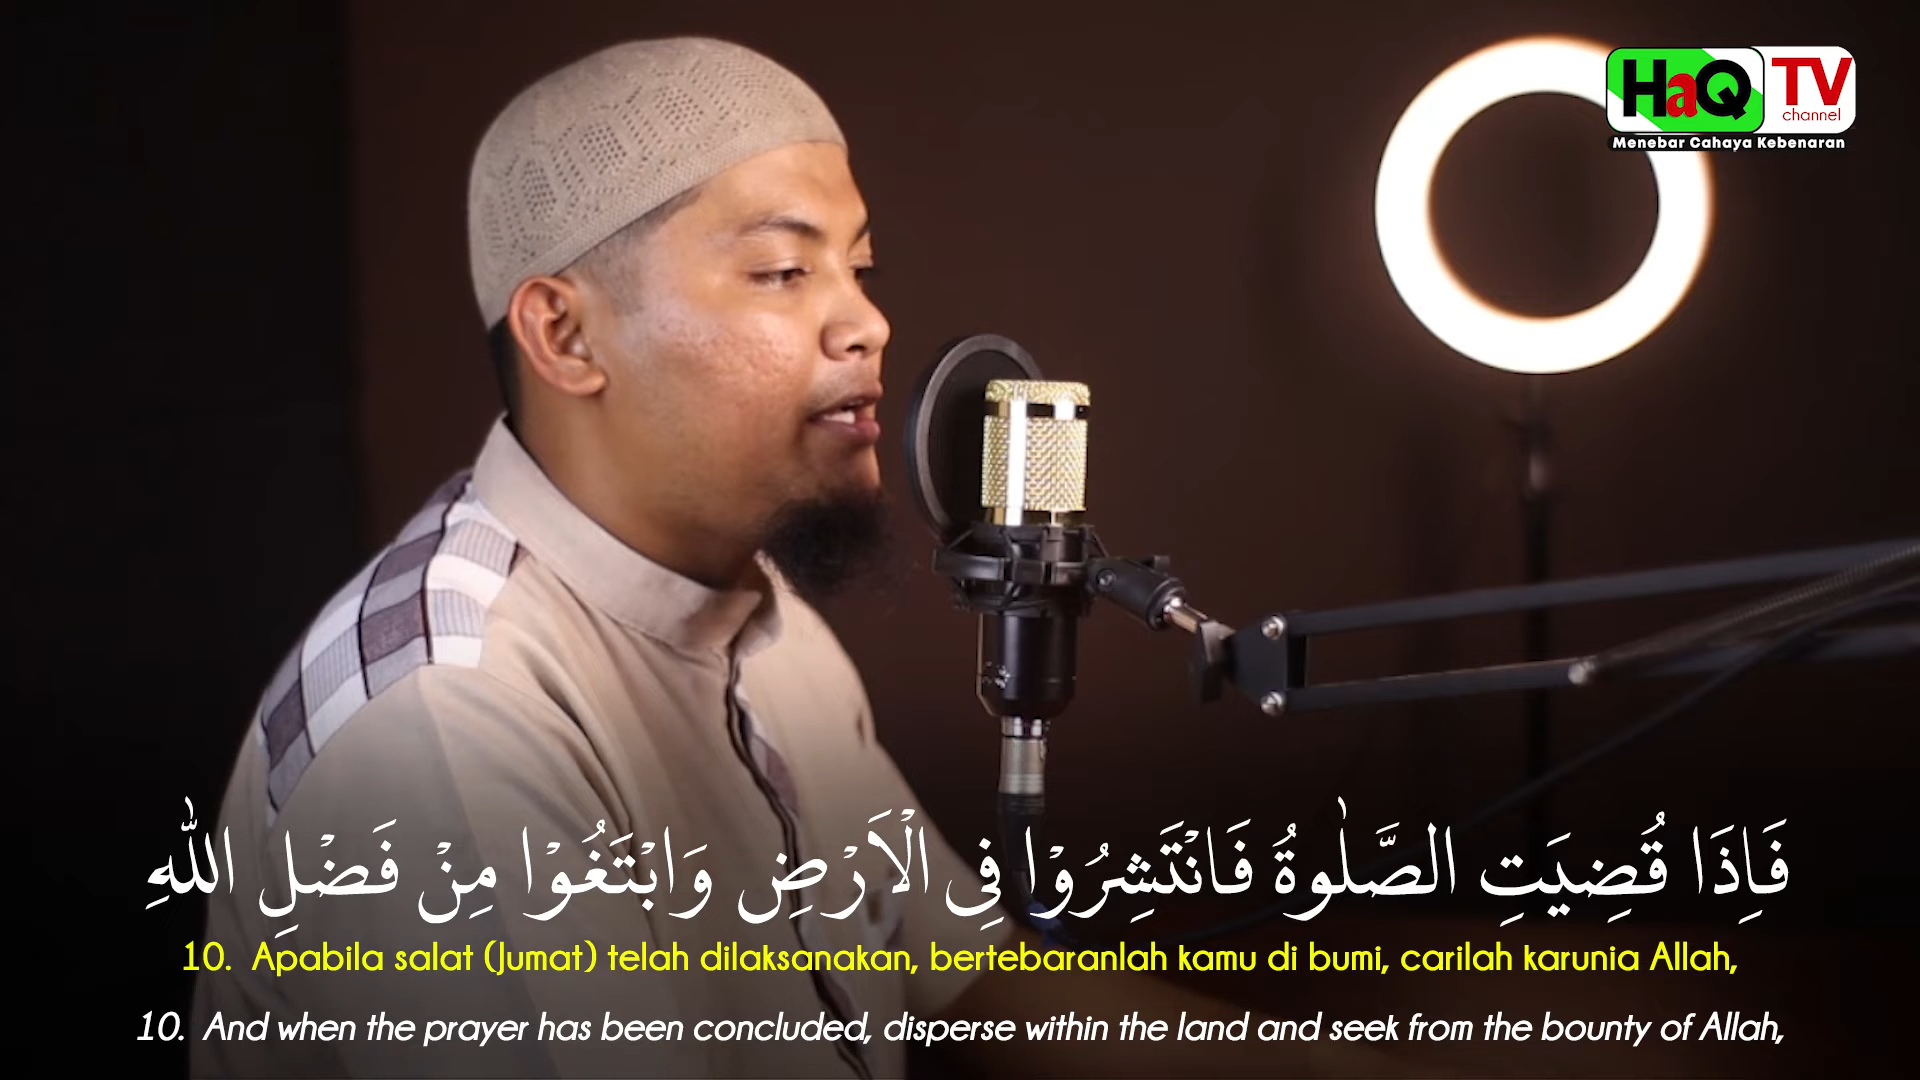 HaQ TV
channel
Menebar Cahaya Kebenaran
فَاِذَا قُضِيَتِ الصَّلٰوةُ فَانْتَشِرُوْا فِى الْاَرْضِ وَابْتَغُوْا مِنْ فَضْلِ اللّٰهِ
10. Apabila salat (Jumat) telah dilaksanakan, bertebaranlah kamu di bumi, carilah karunia Allah,
10. And when the prayer has been concluded, disperse within the land and seek from the bounty of Allah,